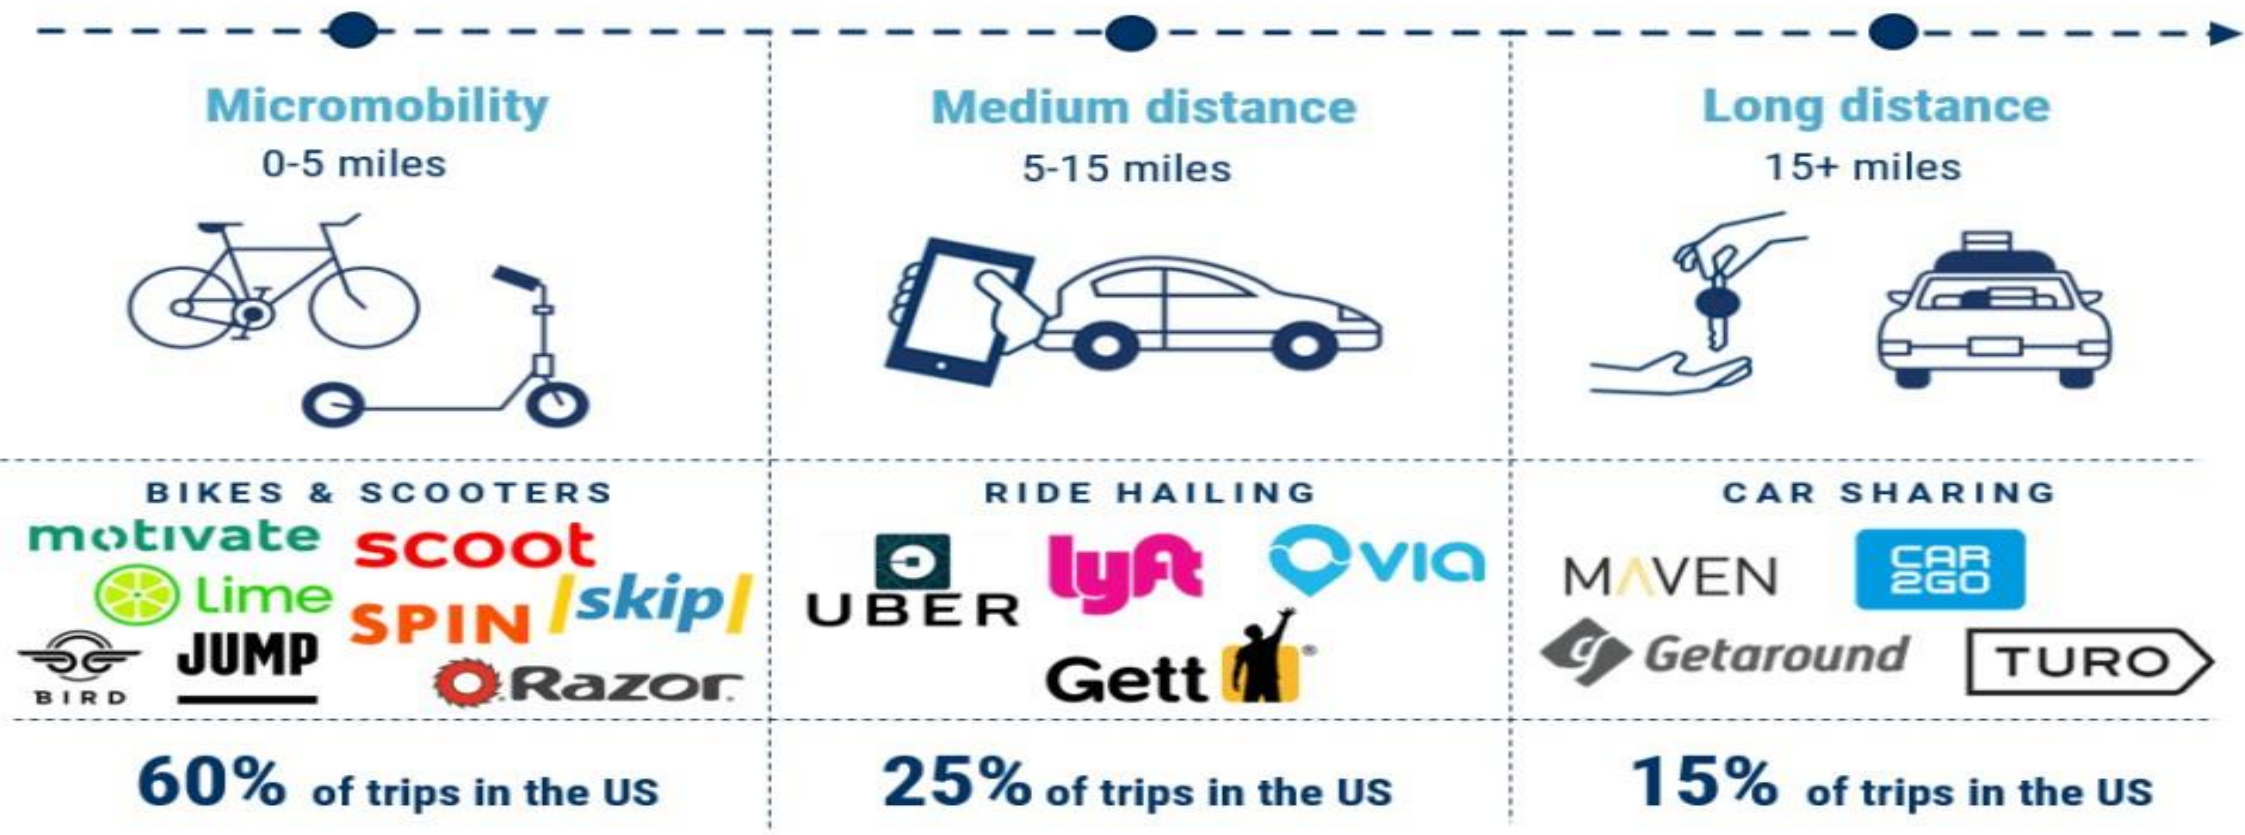 Micromobility
0-5 miles
Medium distance
5-15 miles
Long distance
15+ miles
BIKES & SCOOTERS
motivate
scoot
Lime
SPIN
/skip/
BIRD
JUMP
Razor.
RIDE HAILING
UBER
lyft
via
Gett®
CAR SHARING
MAVEN
CAR
2GO
Getaround
TURO
60% of trips in the US
25% of trips in the US
15% of trips in the US